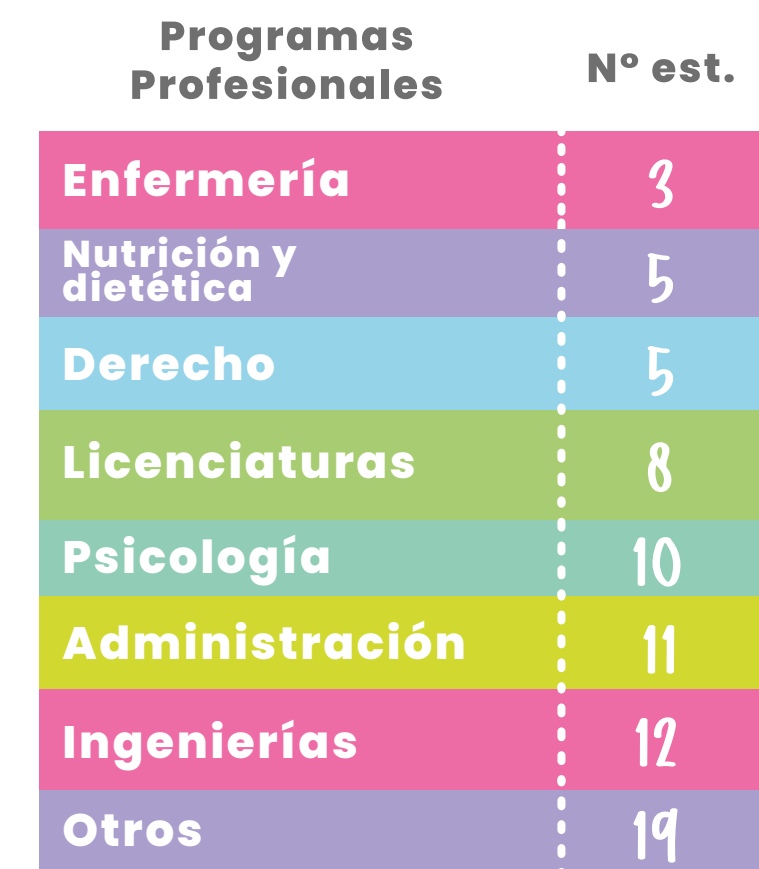 Programas
Profesionales
Nº est.
Enfermería 3
Nutrición y
dietética 5
Derecho 5
Licenciaturas 8
Psicología 10
Administración 11
Ingenierías 12
Otros 19